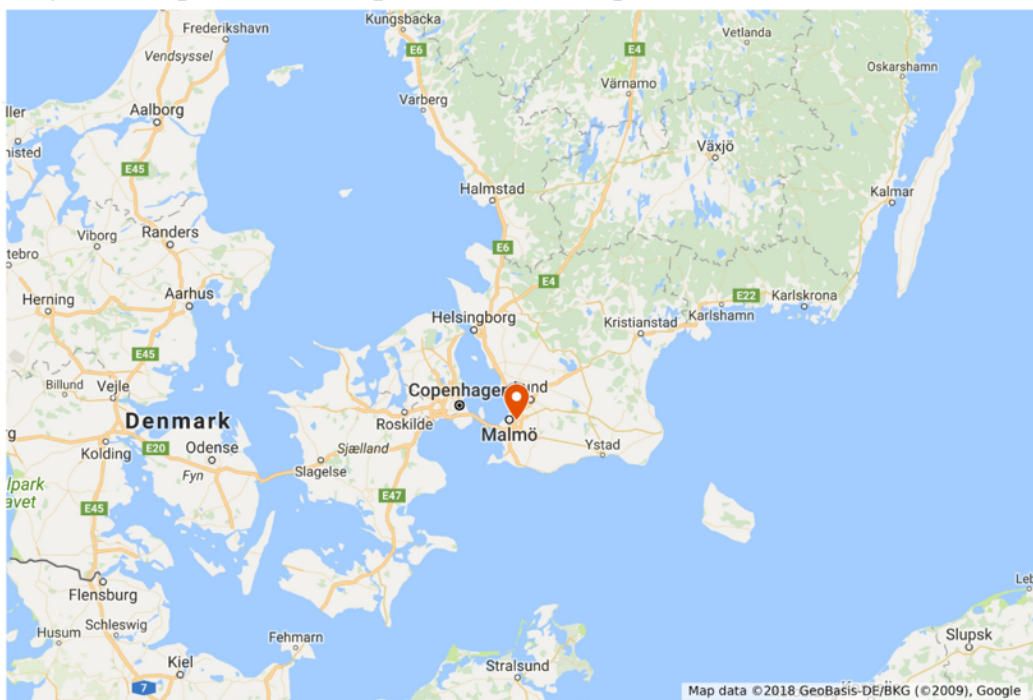 Kungsbacka
Frederikshavn
E6
E4
Vetlanda
Vendsyssel
Oskarshamn
Värnamo
Varberg
Aalborg
Växjö
E45
Halmstad
Kalmar
Viborg
Randers
E6
E4
Aarhus
E22
Karlskrona
Herning
Karlshamn
Helsingborg
Kristianstad
E45
Billund
Vejle
Copenhagen
Denmark
Roskilde
Malmö
E20
Odense
Sjælland
Ystad
Kolding
Fyn
Slagelse
E47
E45
Flensburg
Schleswig
Husum
Fehmarn
Slupsk
Kiel
Stralsund
7
Map data ©2018 GeoBasis-DE/BKG (©2009), Google